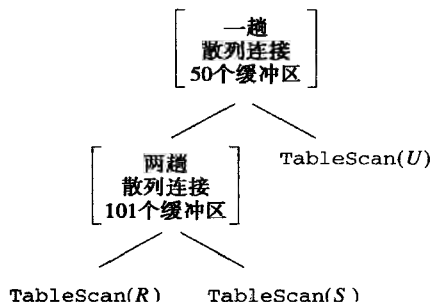 一趟
散列连接
50个缓冲区
两趟
散列连接
101个缓冲区
TableScan(U)
TableScan(R)
TableScan(S)